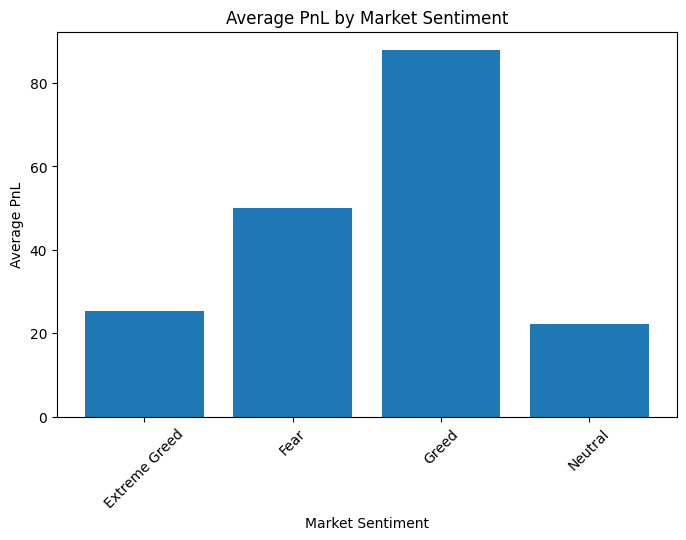 Average PnL by Market Sentiment
Average PnL
80
60
40
20
0
Extreme Greed
Fear
Greed
Neutral
Market Sentiment